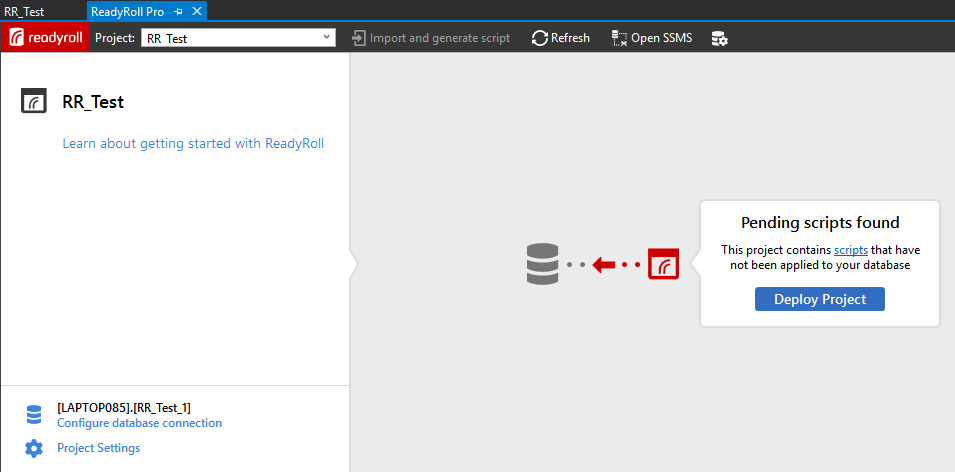 RR_Test
ReadyRoll Pro
readyroll
Project:
RR_Test
Import and generate script
Refresh
Open SSMS
RR_Test
Learn about getting started with ReadyRoll
Pending scripts found
This project contains scripts that have
not been applied to your database
Deploy Project
[LAPTOP085].[RR_Test_1]
Configure database connection
Project Settings